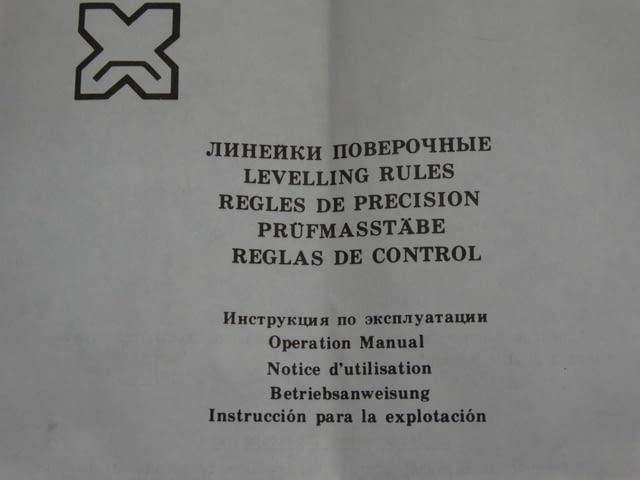 ЛИНЕЙКИ ПОВЕРОЧНЫЕ
LEVELLING RULES
REGLES DE PRECISION
PRÜFMASSTÄBE
REGLAS DE CONTROL
Инструкция по эксплуатации
Operation Manual
Notice d'utilisation
Betriebsanweisung
Instrucción para la explotación